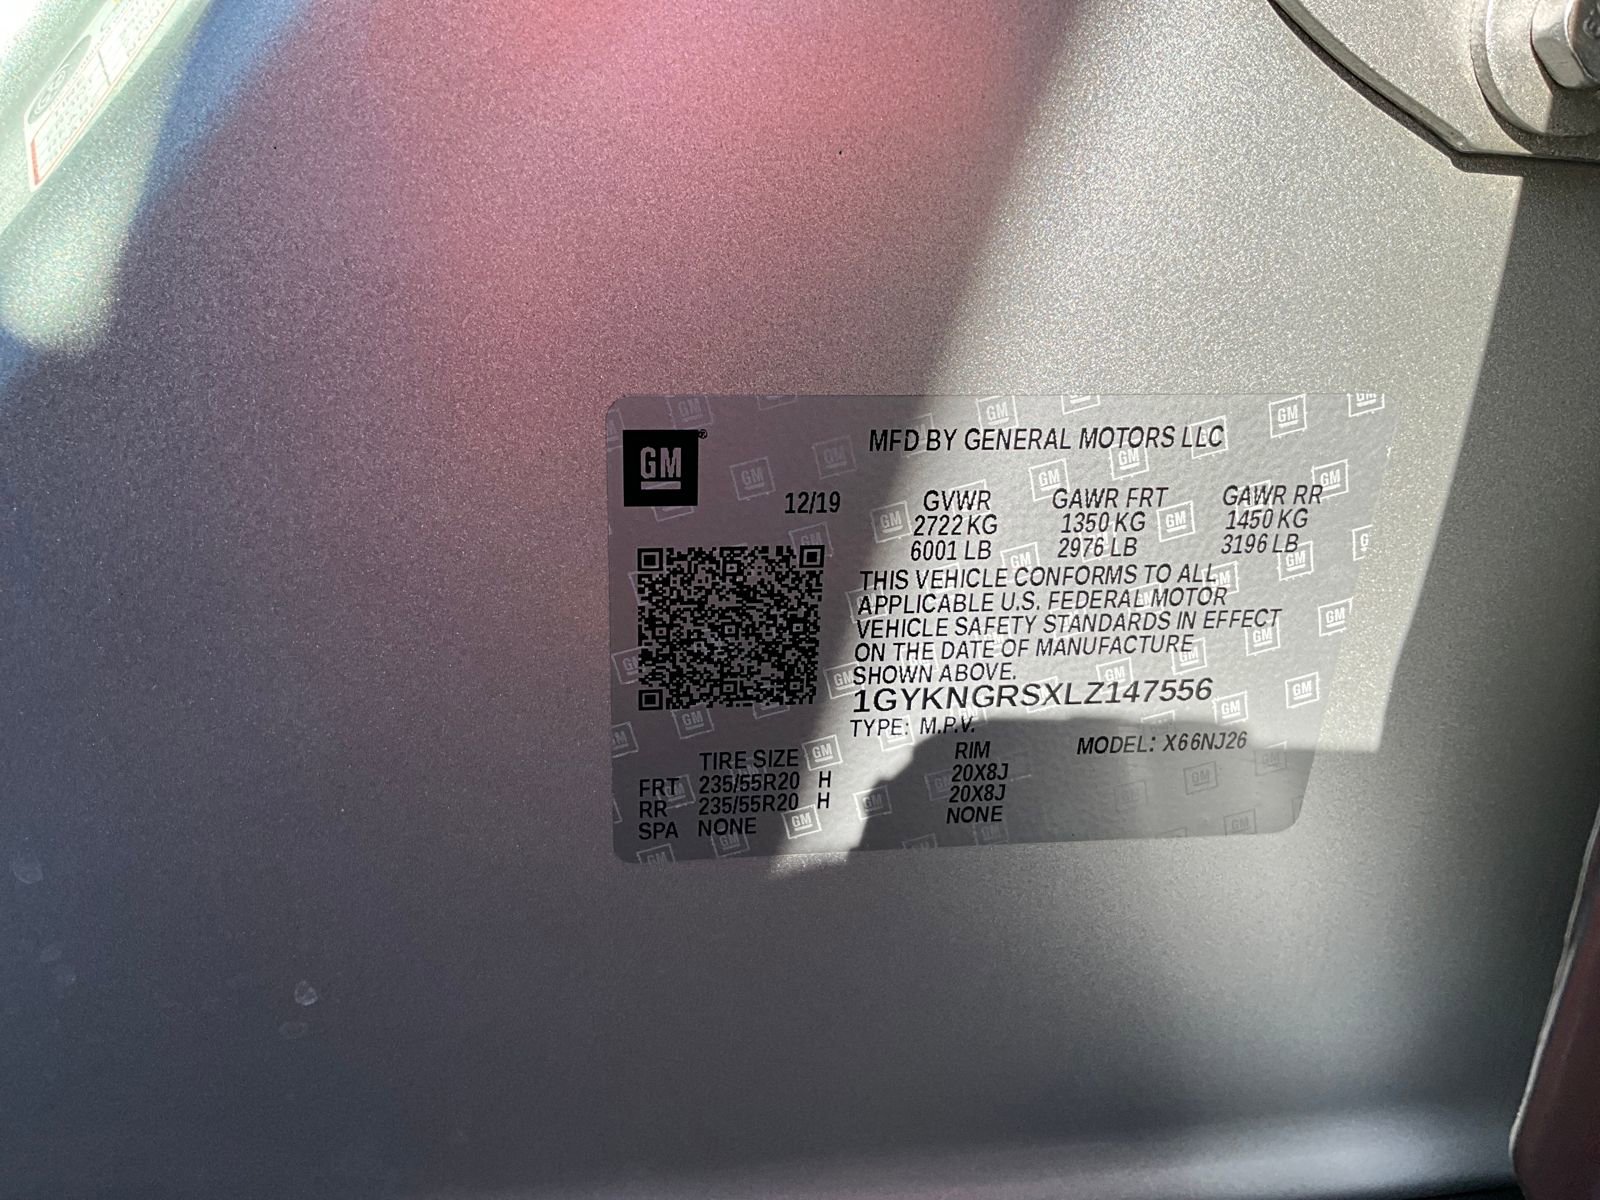 GM®
MFD BY GENERAL MOTORS LLC
12/19
GVWR GAWR FRT GAWR RR
2722 KG 1350 KG 1450 KG
6001 LB 2976 LB 3196 LB
THIS VEHICLE CONFORMS TO ALL
APPLICABLE U.S. FEDERAL MOTOR
VEHICLE SAFETY STANDARDS IN EFFECT
ON THE DATE OF MANUFACTURE
SHOWN ABOVE.
1GYKNGRSXLZ147556
TYPE: M.P.V.
MODEL: X66NJ26
TIRE SIZE RIM
FRT 235/55R20 H 20X8J
RR 235/55R20 H 20X8J
SPA NONE NONE